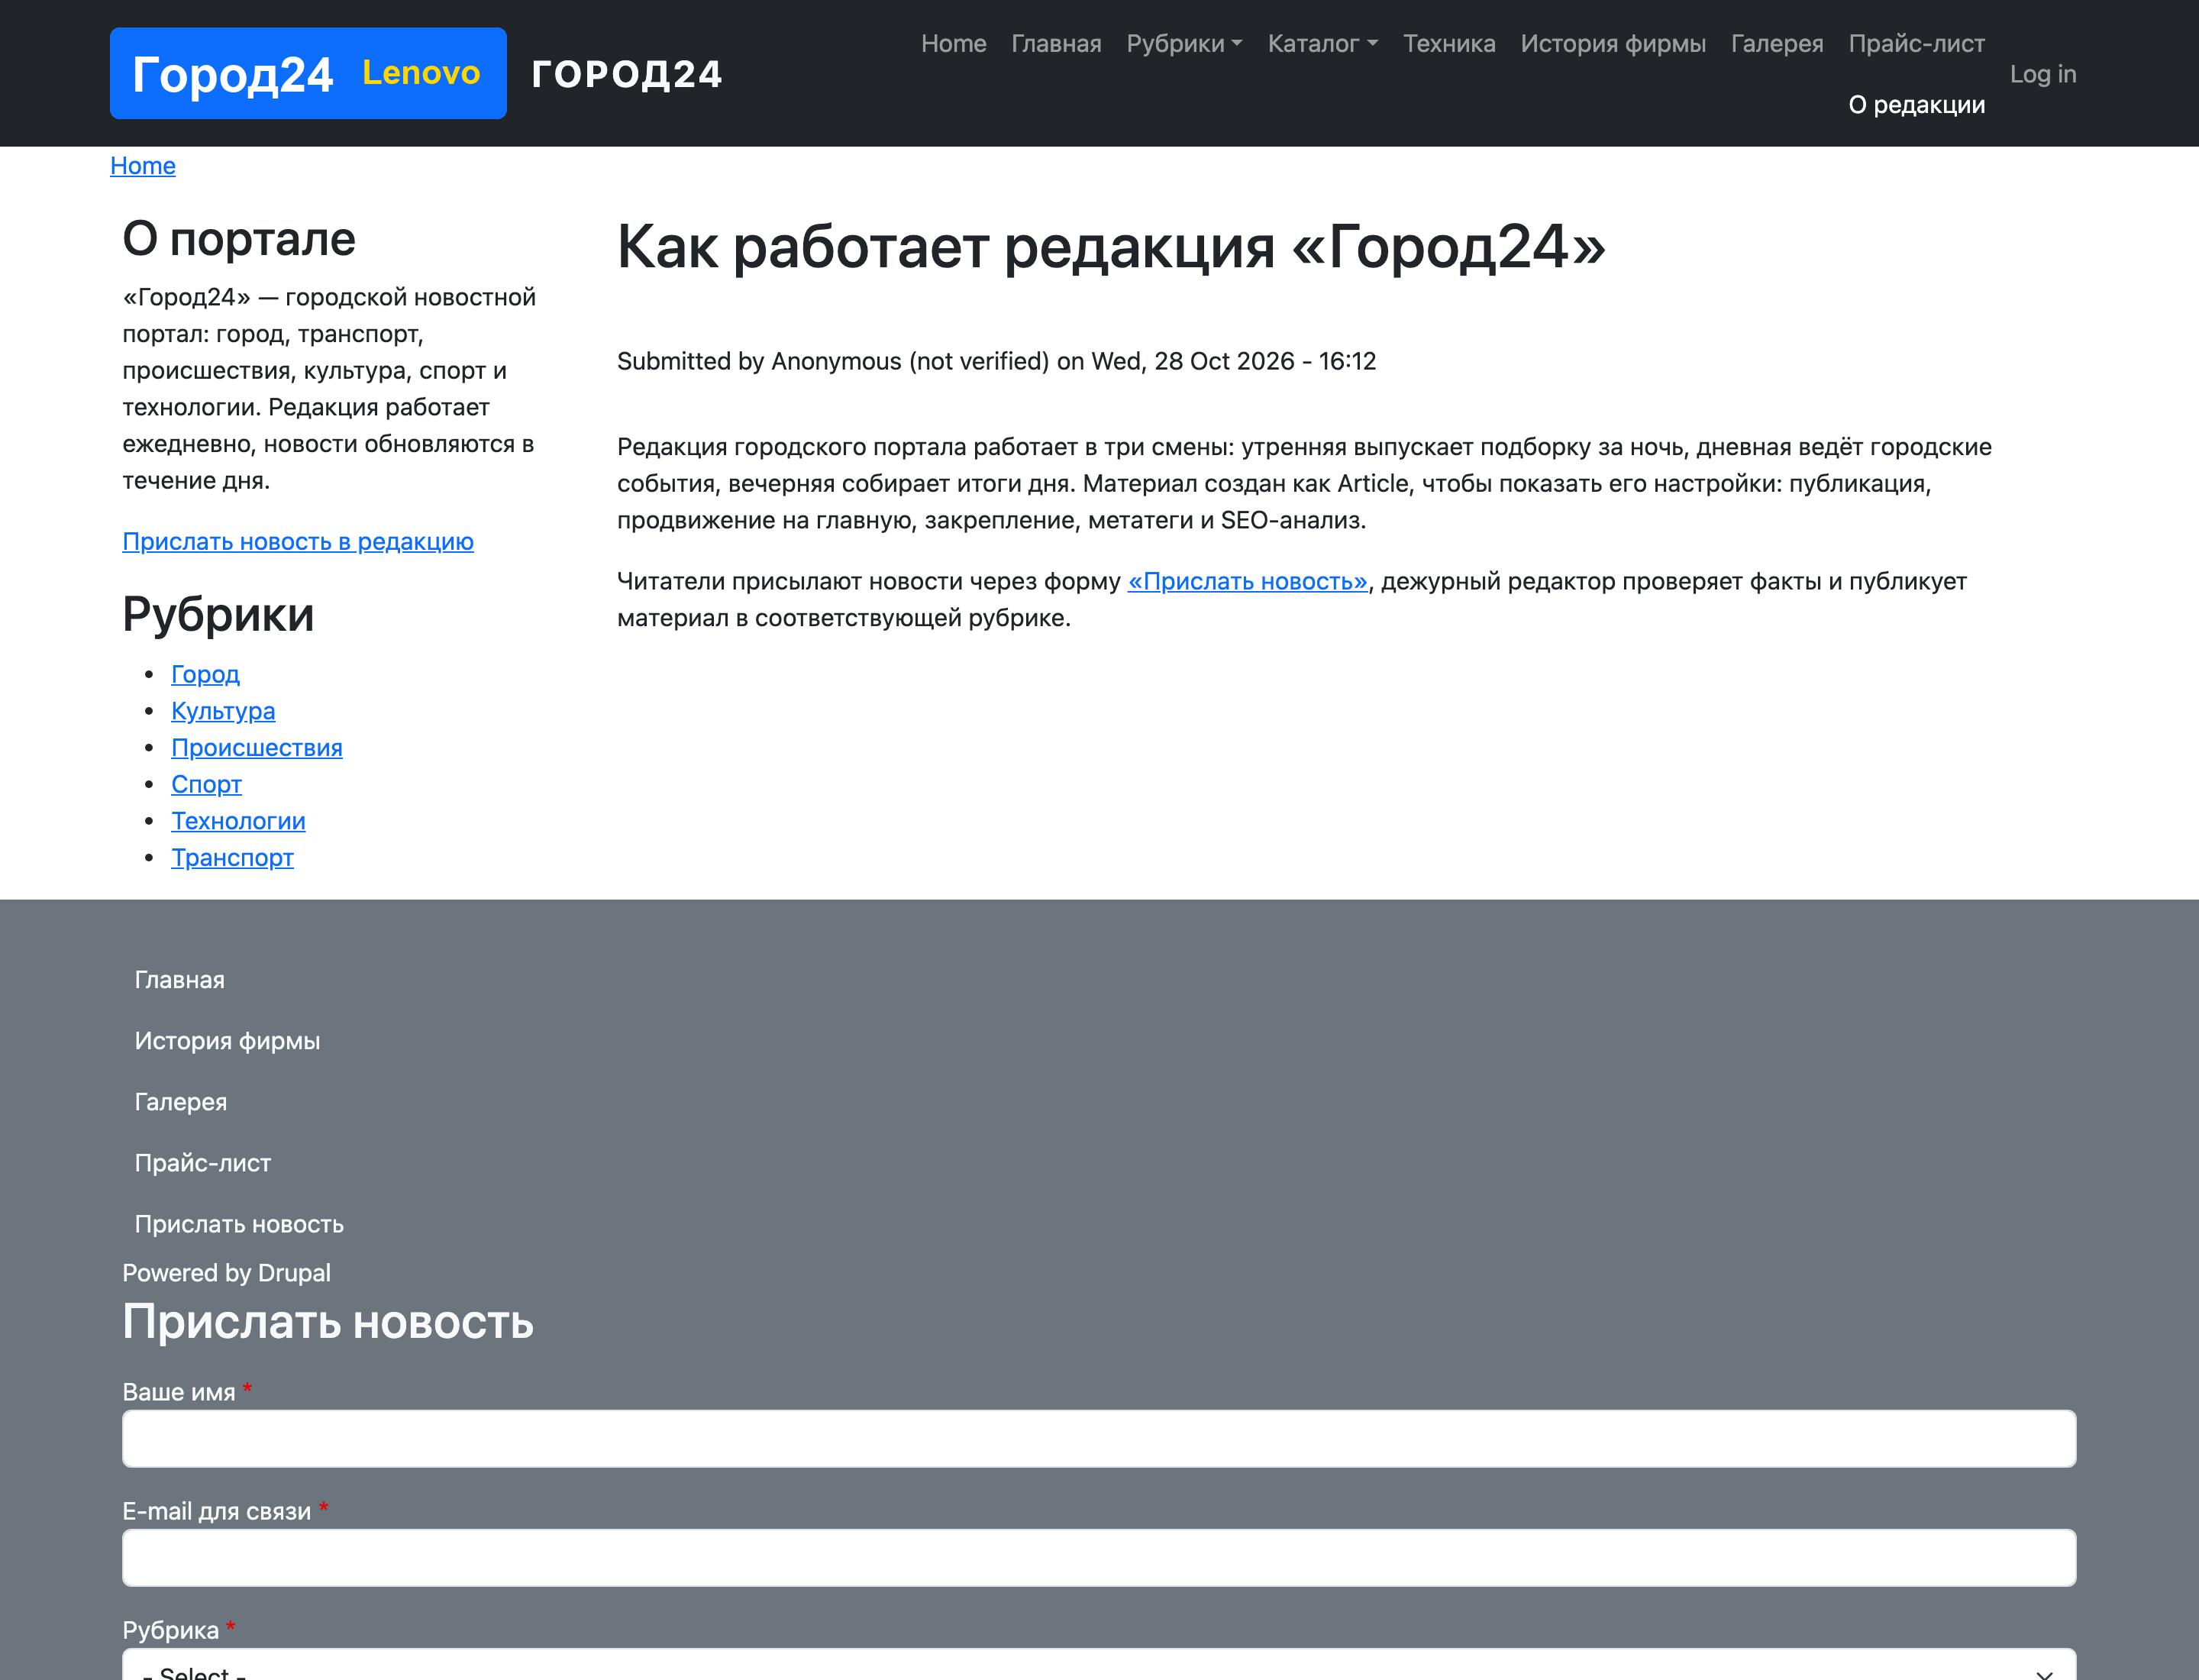 Город24 Lenovo ГОРОД24
Home Главная Рубрики Каталог Техника История фирмы Галерея Прайс-лист
О редакции
Log in
Home
О портале
«Город24» — городской новостной
портал: город, транспорт,
происшествия, культура, спорт и
технологии. Редакция работает
ежедневно, новости обновляются в
течение дня.
Прислать новость в редакцию
Рубрики
Город
Культура
Происшествия
Спорт
Технологии
Транспорт
Как работает редакция «Город24»
Submitted by Anonymous (not verified) on Wed, 28 Oct 2026 - 16:12
Редакция городского портала работает в три смены: утренняя выпускает подборку за ночь, дневная ведёт городские
события, вечерняя собирает итоги дня. Материал создан как Article, чтобы показать его настройки: публикация,
продвижение на главную, закрепление, метатеги и SEO-анализ.
Читатели присылают новости через форму «Прислать новость», дежурный редактор проверяет факты и публикует
материал в соответствующей рубрике.
Главная
История фирмы
Галерея
Прайс-лист
Прислать новость
Powered by Drupal
Прислать новость
Ваше имя *
E-mail для связи *
Рубрика *
- Select -